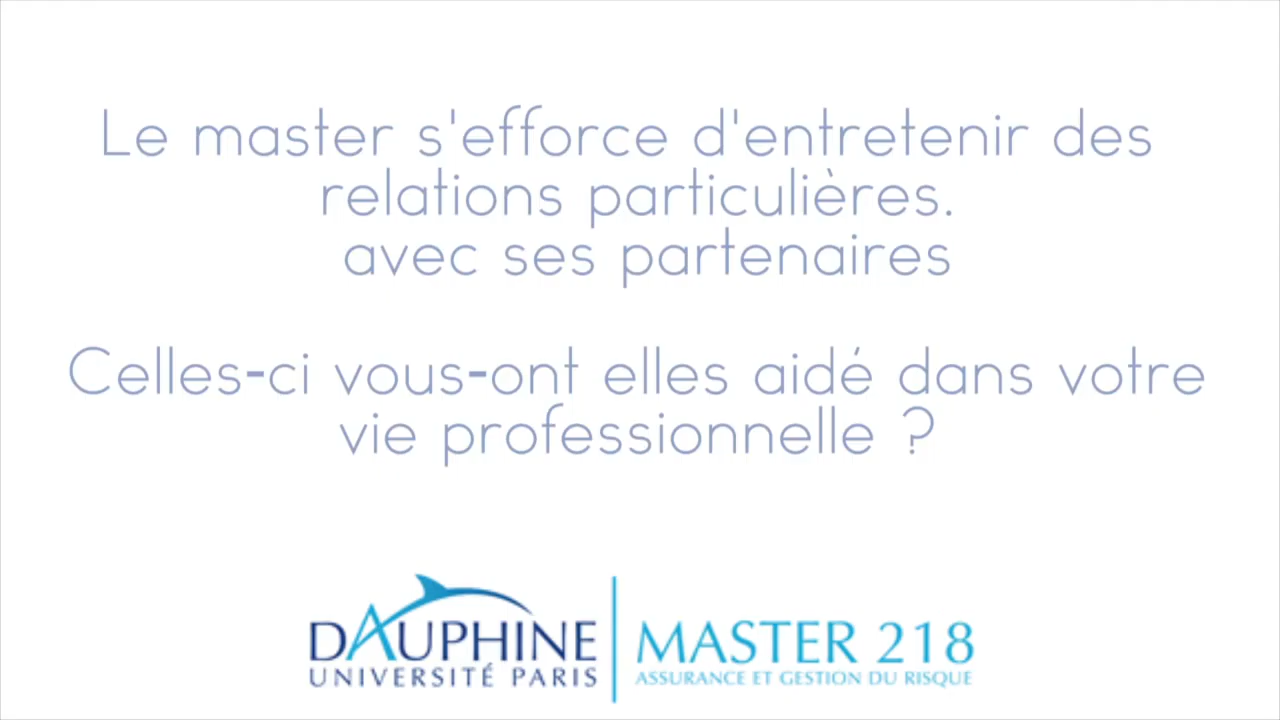 Le master s'efforce d'entretenir des
relations particulières.
avec ses partenaires
Celles-ci vous-ont elles aidé dans votre
vie professionnelle ?
DAUPHINE
UNIVERSITÉ PARIS
MASTER 218
ASSURANCE ET GESTION DU RISQUE